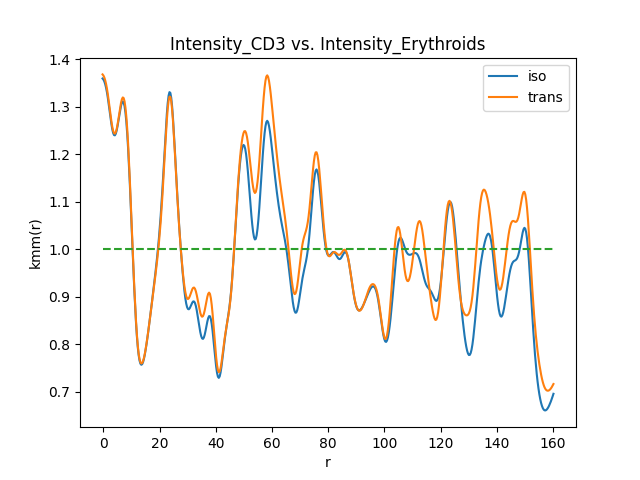 Intensity_CD3 vs. Intensity_Erythroids
iso
trans
kmm(r)
1.4
1.3
1.2
1.1
1.0
0.9
0.8
0.7
0 20 40 60 80 100 120 140 160
r